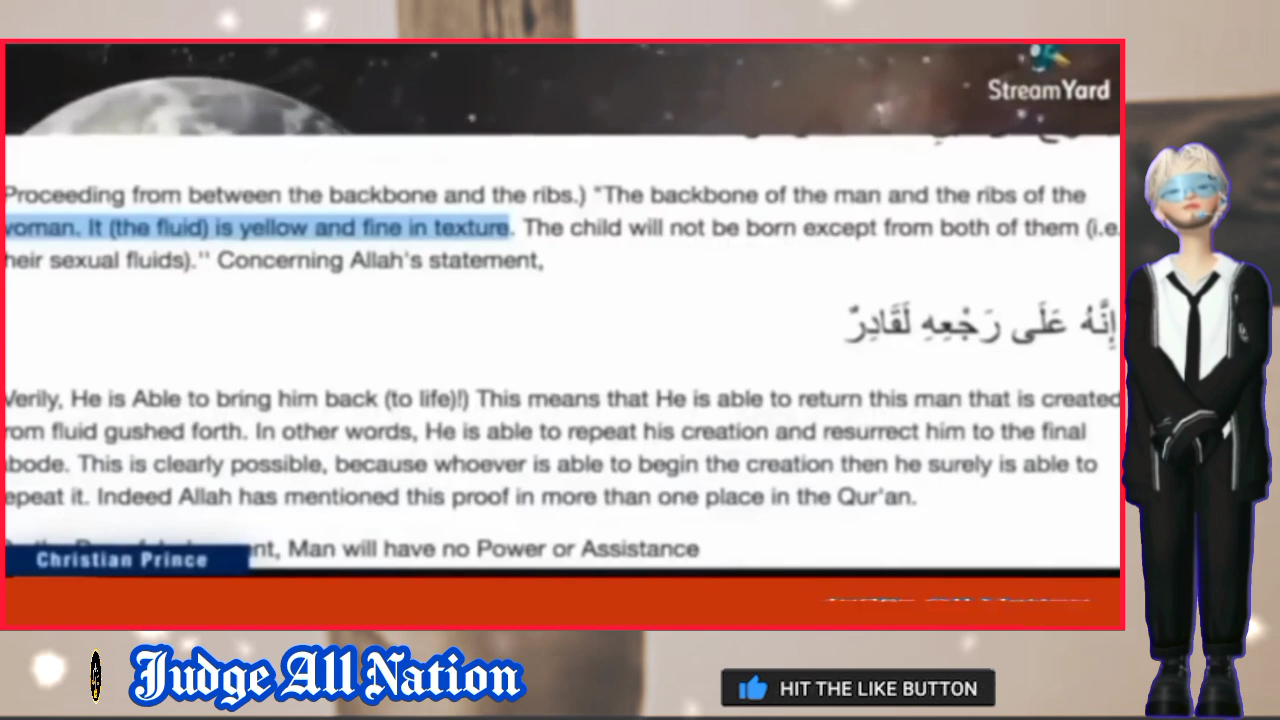 StreamYard
Proceeding from between the backbone and the ribs.) "The backbone of the man and the ribs of the
woman. It (the fluid) is yellow and fine in texture. The child will not be born except from both of them (i.e.
heir sexual fluids).'' Concerning Allah's statement,
إِنَّهُ عَلَى رَجْعِهِ لَقَادِرٌ
Verily, He is Able to bring him back (to life)!) This means that He is able to return this man that is created
rom fluid gushed forth. In other words, He is able to repeat his creation and resurrect him to the final
abode. This is clearly possible, because whoever is able to begin the creation then he surely is able to
epeat it. Indeed Allah has mentioned this proof in more than one place in the Qur'an.
nt, Man will have no Power or Assistance
Christian Prince
Judge All Nation
HIT THE LIKE BUTTON